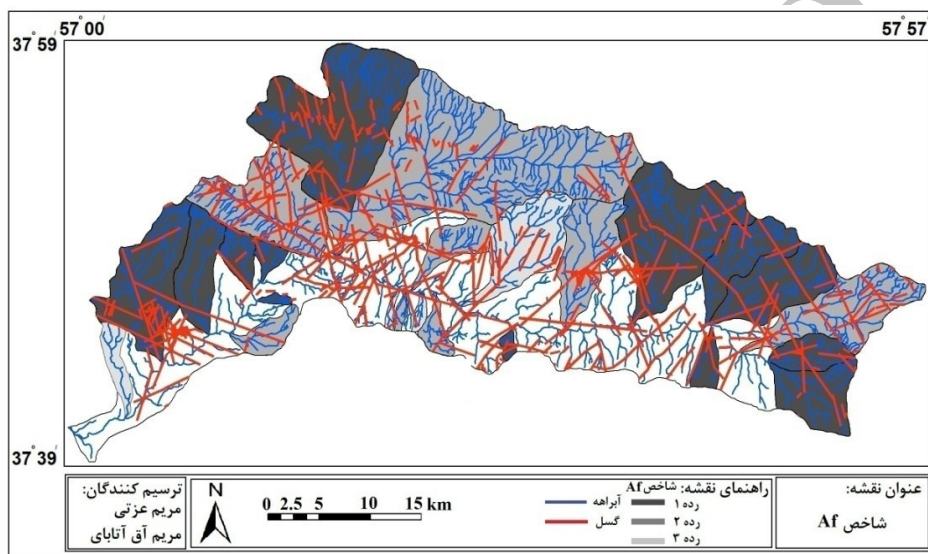 57° 00'
57° 57'
37° 59'
37° 39'
عنوان نقشه:
شاخص Af
راهنمای نقشه: شاخص Af
رده ۱
رده ۲
رده ۳
آبراهه
گسل
0 2.5 5 10 15 km
N
ترسیم کنندگان:
مریم عزتی
مریم آق آتابای